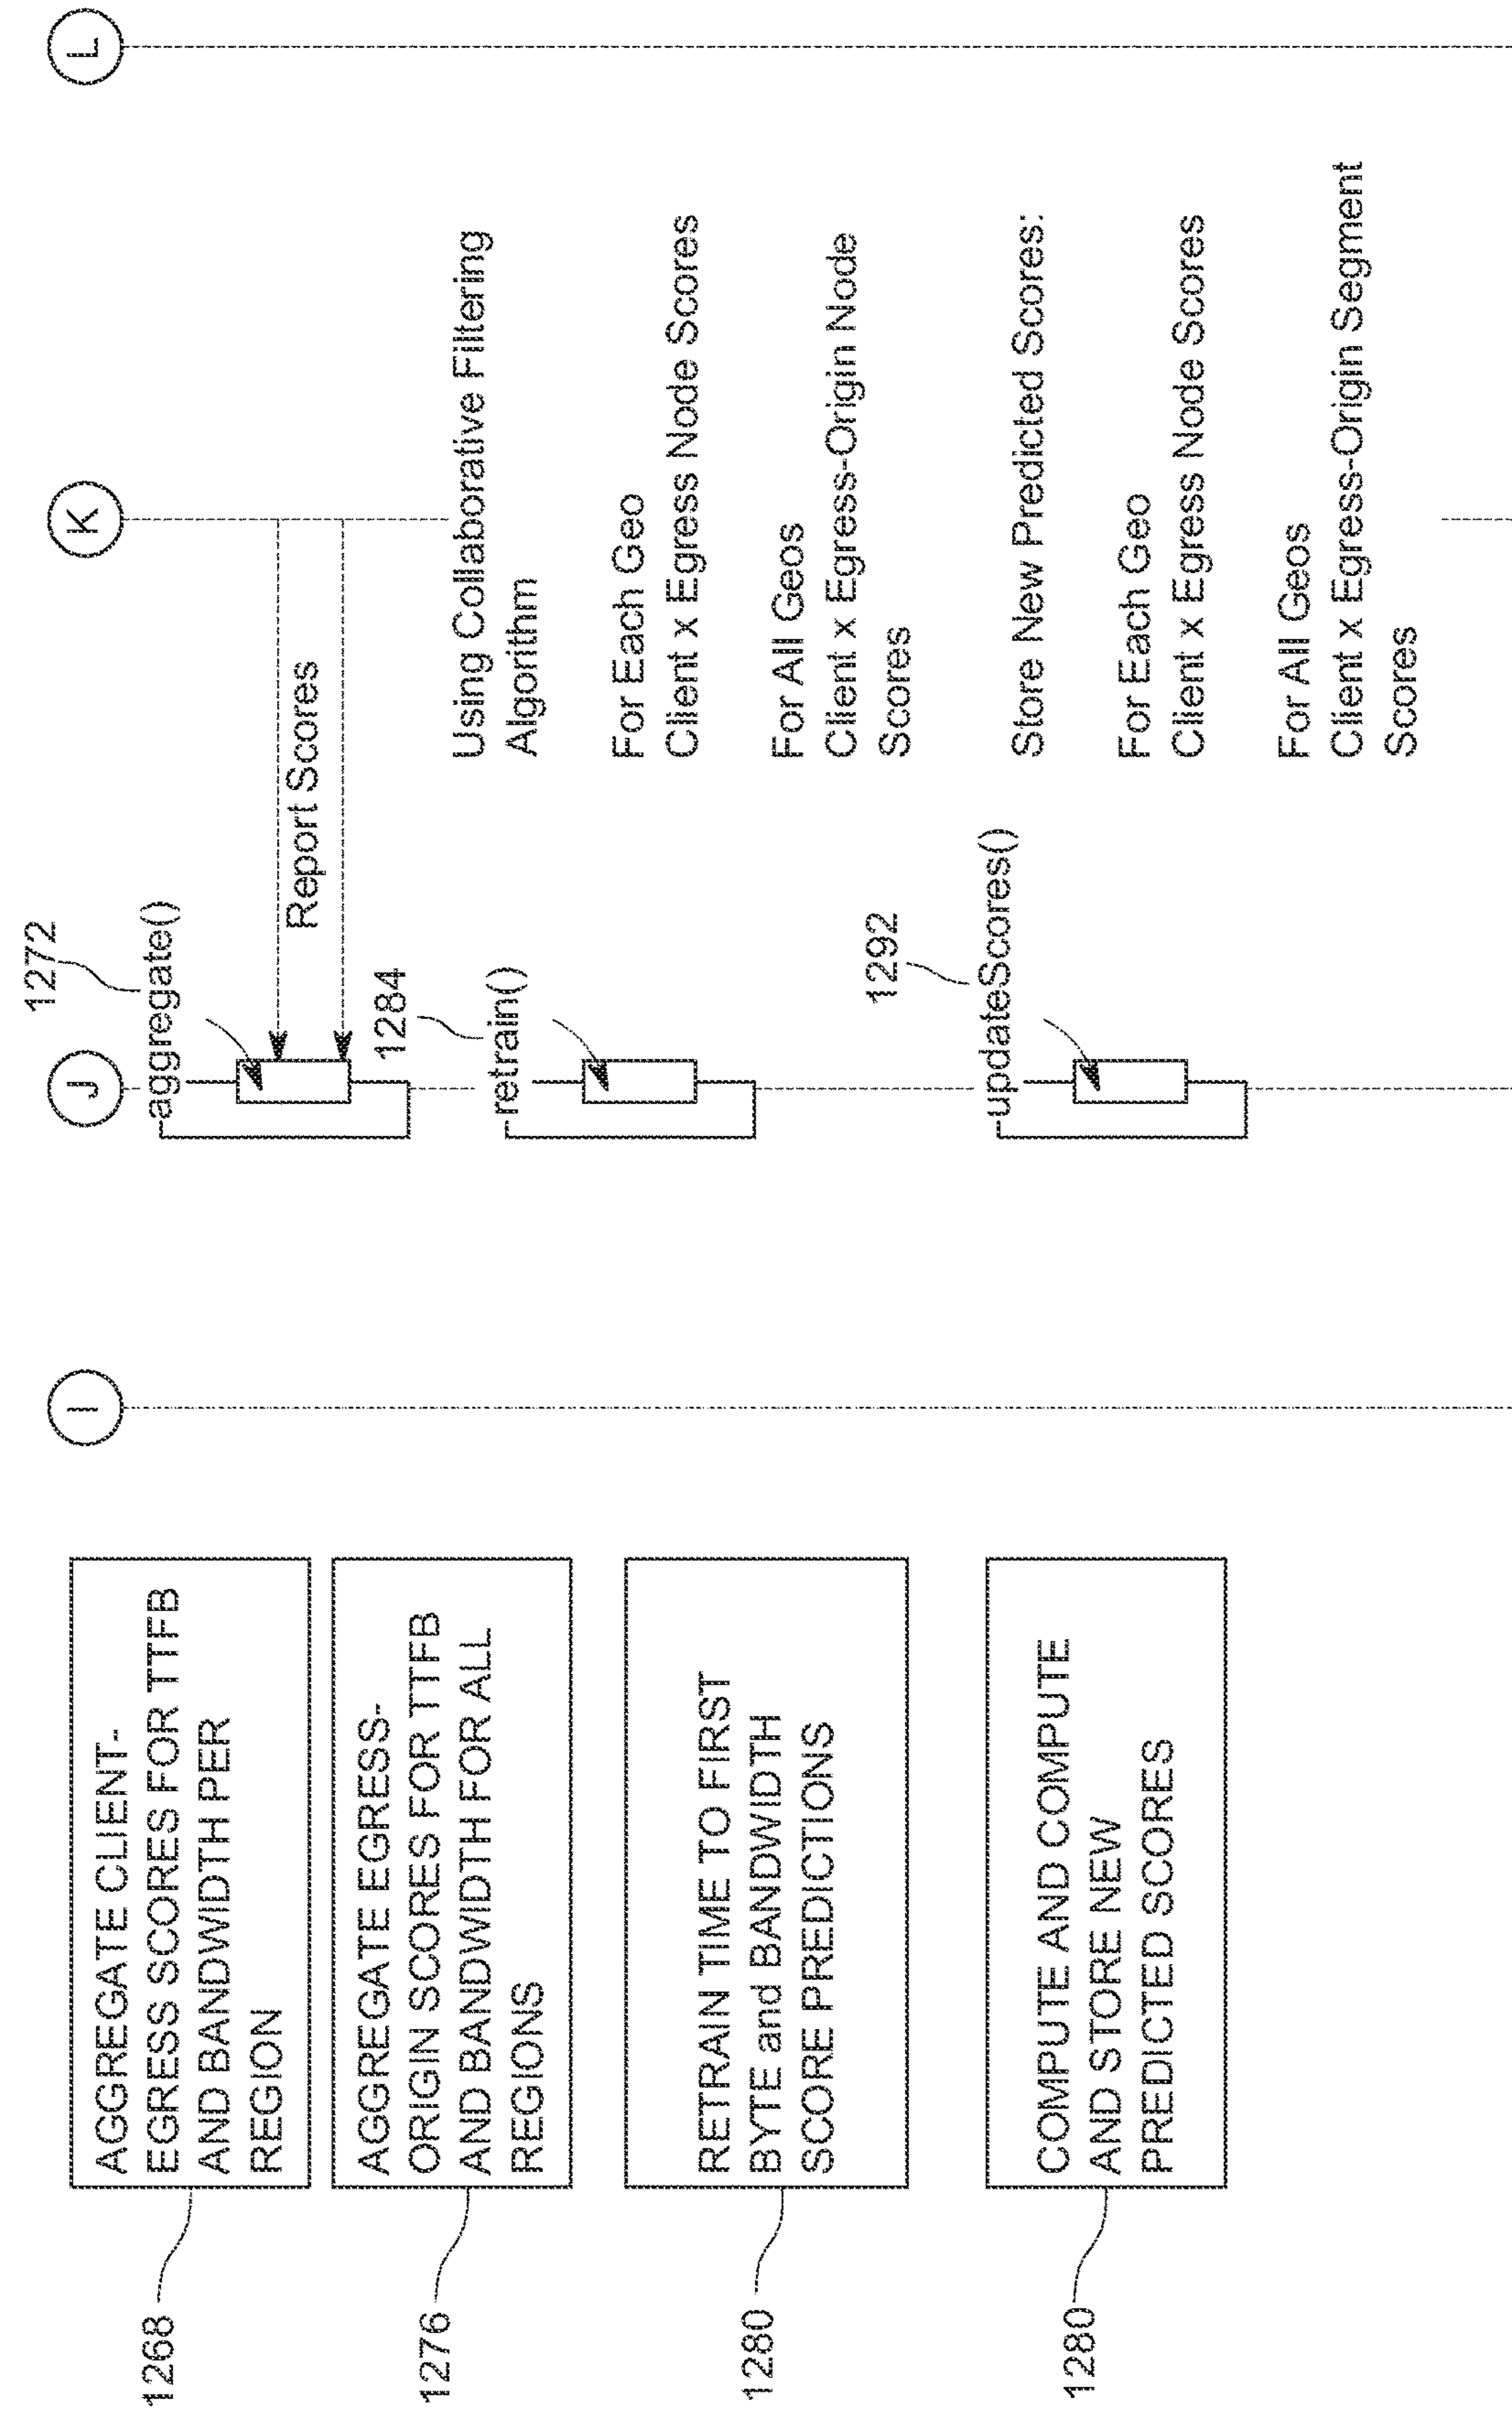 I
J
K
L
1268
AGGREGATE CLIENT-
EGRESS SCORES FOR TTFB
AND BANDWIDTH PER
REGION
1272
aggregate()
Report Scores
1276
AGGREGATE EGRESS-
ORIGIN SCORES FOR TTFB
AND BANDWIDTH FOR ALL
REGIONS
1280
RETRAIN TIME TO FIRST
BYTE and BANDWIDTH
SCORE PREDICTIONS
1284
retrain()
Using Collaborative Filtering
Algorithm
For Each Geo
Client x Egress Node Scores
For All Geos
Client x Egress-Origin Node
Scores
1280
COMPUTE AND COMPUTE
AND STORE NEW
PREDICTED SCORES
1292
updateScores()
Store New Predicted Scores:
For Each Geo
Client x Egress Node Scores
For All Geos
Client x Egress-Origin Segment
Scores